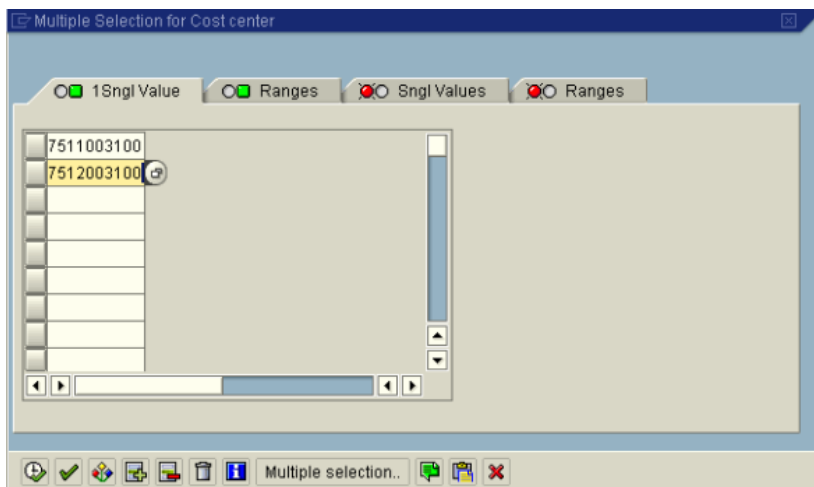 Multiple Selection for Cost center
1Sngl Value
Ranges
Sngl Values
Ranges
7511003100
7512003100
Multiple selection..